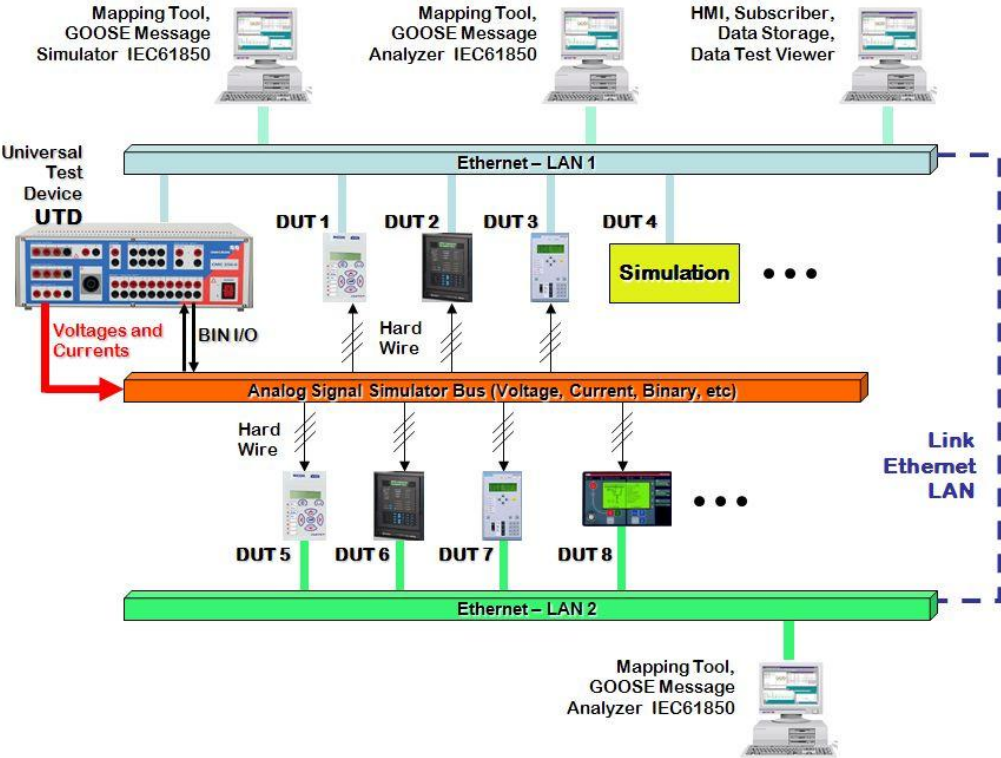 Mapping Tool,
GOOSE Message
Simulator IEC61850
Mapping Tool,
GOOSE Message
Analyzer IEC61850
HMI, Subscriber,
Data Storage,
Data Test Viewer
Ethernet – LAN 1
Universal
Test
Device
UTD
DUT 1
DUT 2
DUT 3
DUT 4
Simulation
Voltages and
Currents
BIN I/O
Hard
Wire
Analog Signal Simulator Bus (Voltage, Current, Binary, etc)
Hard
Wire
Link
Ethernet
LAN
DUT 5
DUT 6
DUT 7
DUT 8
Ethernet – LAN 2
Mapping Tool,
GOOSE Message
Analyzer IEC61850